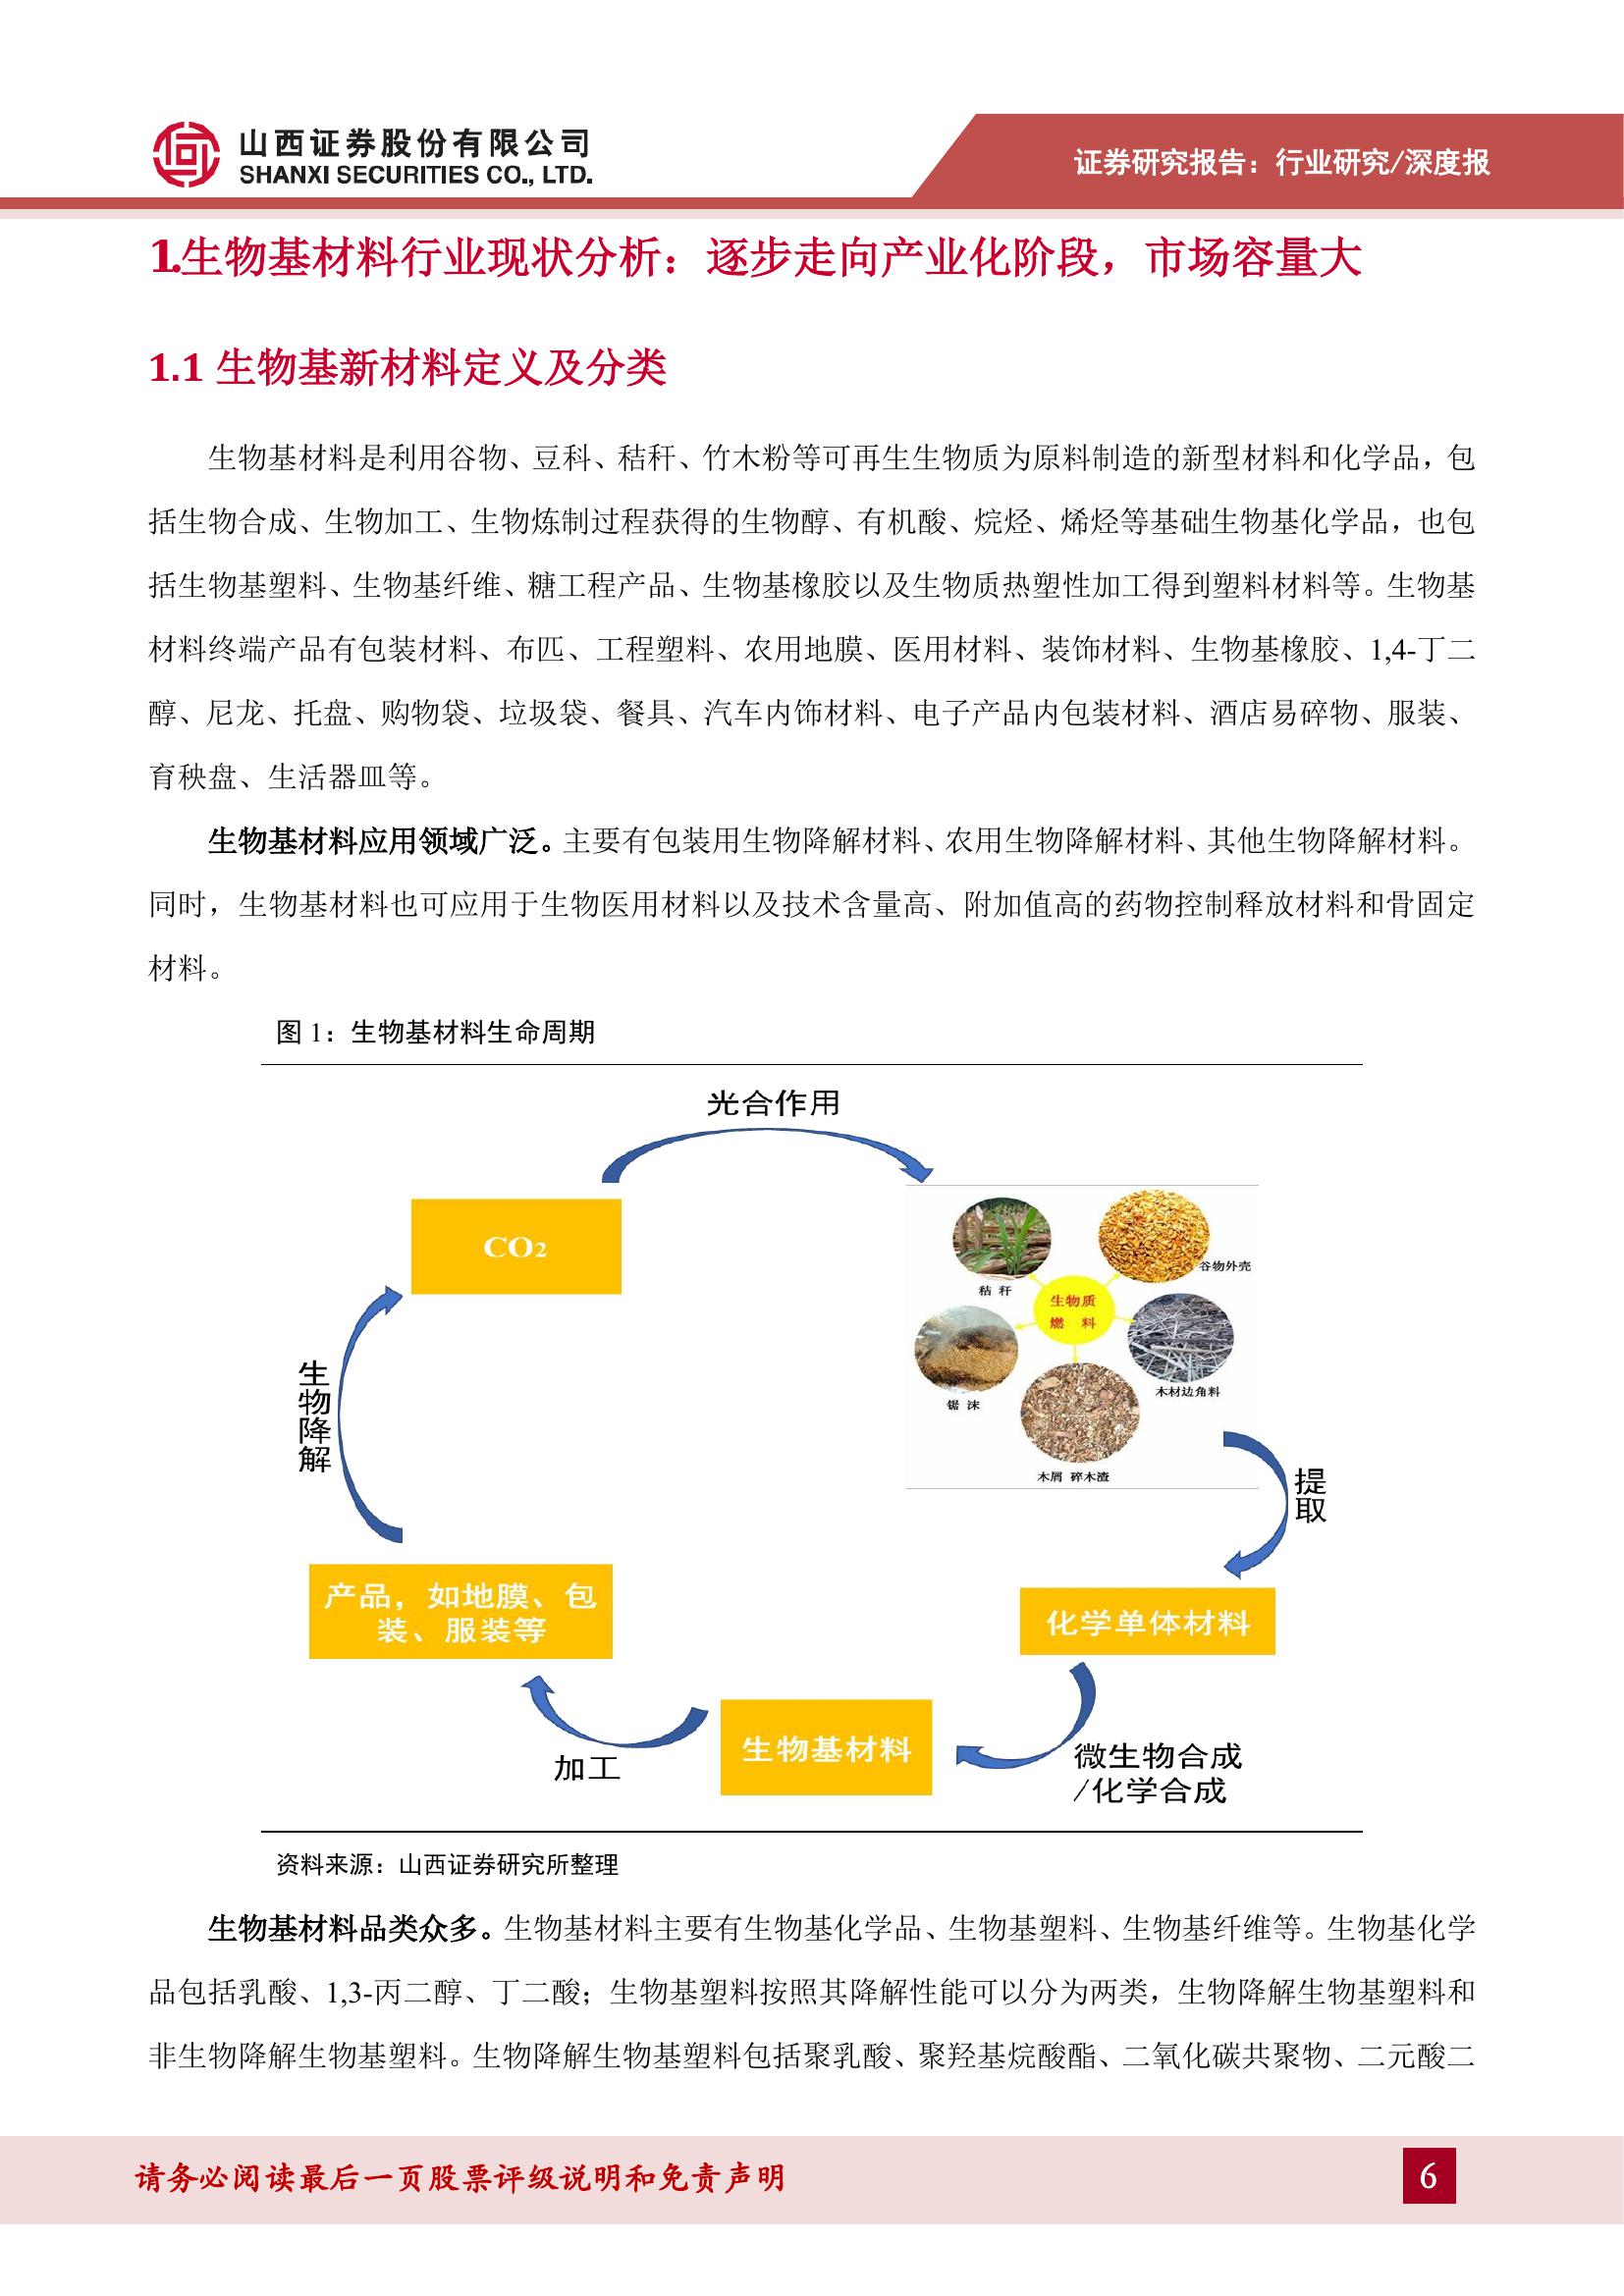 山西证券股份有限公司
SHANXI SECURITIES CO., LTD.
证券研究报告：行业研究/深度报
1.生物基材料行业现状分析：逐步走向产业化阶段，市场容量大
1.1 生物基新材料定义及分类
生物基材料是利用谷物、豆科、秸秆、竹木粉等可再生生物质为原料制造的新型材料和化学品，包
括生物合成、生物加工、生物炼制过程获得的生物醇、有机酸、烷烃、烯烃等基础生物基化学品，也包
括生物基塑料、生物基纤维、糖工程产品、生物基橡胶以及生物质热塑性加工得到塑料材料等。生物基
材料终端产品有包装材料、布匹、工程塑料、农用地膜、医用材料、装饰材料、生物基橡胶、1,4-丁二
醇、尼龙、托盘、购物袋、垃圾袋、餐具、汽车内饰材料、电子产品内包装材料、酒店易碎物、服装、
育秧盘、生活器皿等。
生物基材料应用领域广泛。主要有包装用生物降解材料、农用生物降解材料、其他生物降解材料。
同时，生物基材料也可应用于生物医用材料以及技术含量高、附加值高的药物控制释放材料和骨固定
材料。
图 1：生物基材料生命周期
光合作用
CO2
秸 秆
谷物外壳
生物质
燃 料
锯 沫
木材边角料
木屑 碎木渣
生物降解
提取
产品，如地膜、包
装、服装等
化学单体材料
生物基材料
加工
微生物合成
/化学合成
资料来源：山西证券研究所整理
生物基材料品类众多。生物基材料主要有生物基化学品、生物基塑料、生物基纤维等。生物基化学
品包括乳酸、1,3-丙二醇、丁二酸；生物基塑料按照其降解性能可以分为两类，生物降解生物基塑料和
非生物降解生物基塑料。生物降解生物基塑料包括聚乳酸、聚羟基烷酸酯、二氧化碳共聚物、二元酸二
请务必阅读最后一页股票评级说明和免责声明
6